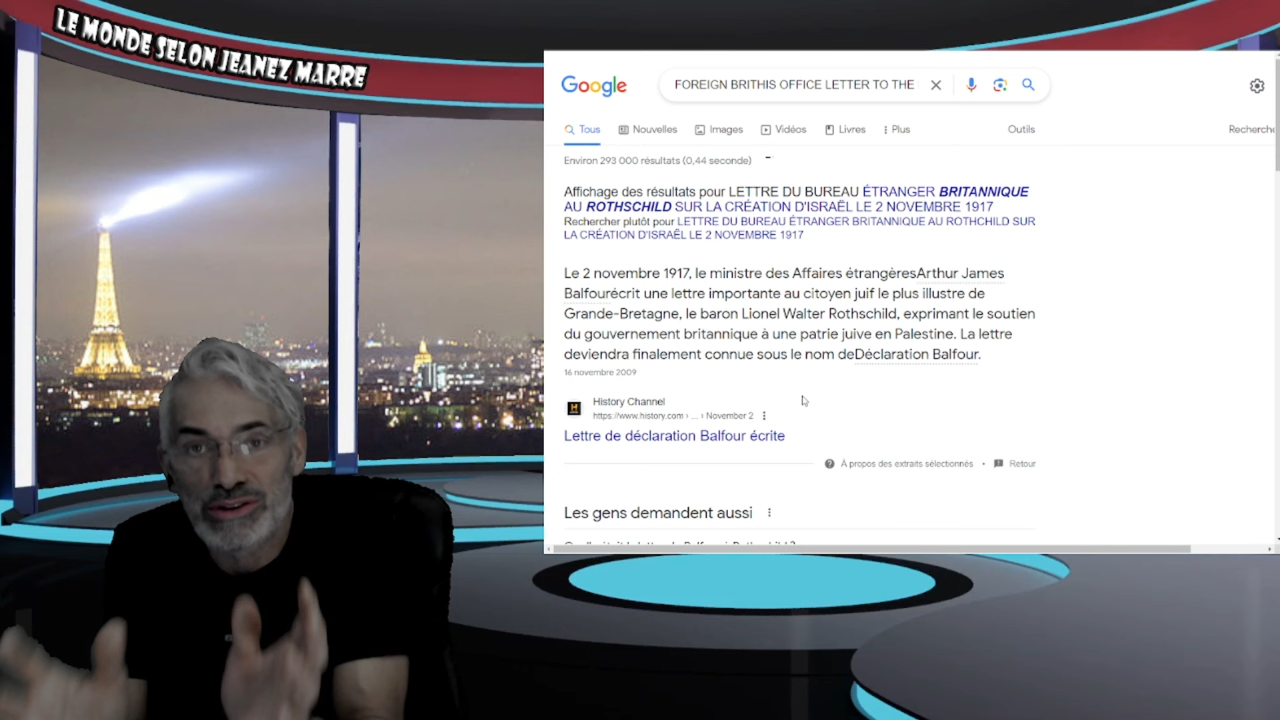 LE MONDE SELON JEANEZ MARRE
Google
FOREIGN BRITHIS OFFICE LETTER TO THE
Tous Nouvelles Images Vidéos Livres Plus Outils Recherche
Environ 293 000 résultats (0,44 seconde)
Affichage des résultats pour LETTRE DU BUREAU ÉTRANGER BRITANNIQUE
AU ROTHSCHILD SUR LA CRÉATION D'ISRAËL LE 2 NOVEMBRE 1917
Rechercher plutôt pour LETTRE DU BUREAU ÉTRANGER BRITANNIQUE AU ROTHCHILD SUR
LA CRÉATION D'ISRAËL LE 2 NOVEMBRE 1917
Le 2 novembre 1917, le ministre des Affaires étrangèresArthur James
Balfourécrit une lettre importante au citoyen juif le plus illustre de
Grande-Bretagne, le baron Lionel Walter Rothschild, exprimant le soutien
du gouvernement britannique à une patrie juive en Palestine. La lettre
deviendra finalement connue sous le nom deDéclaration Balfour.
16 novembre 2009
History Channel
https://www.history.com › ... › November 2
Lettre de déclaration Balfour écrite
À propos des extraits sélectionnés • Retour
Les gens demandent aussi